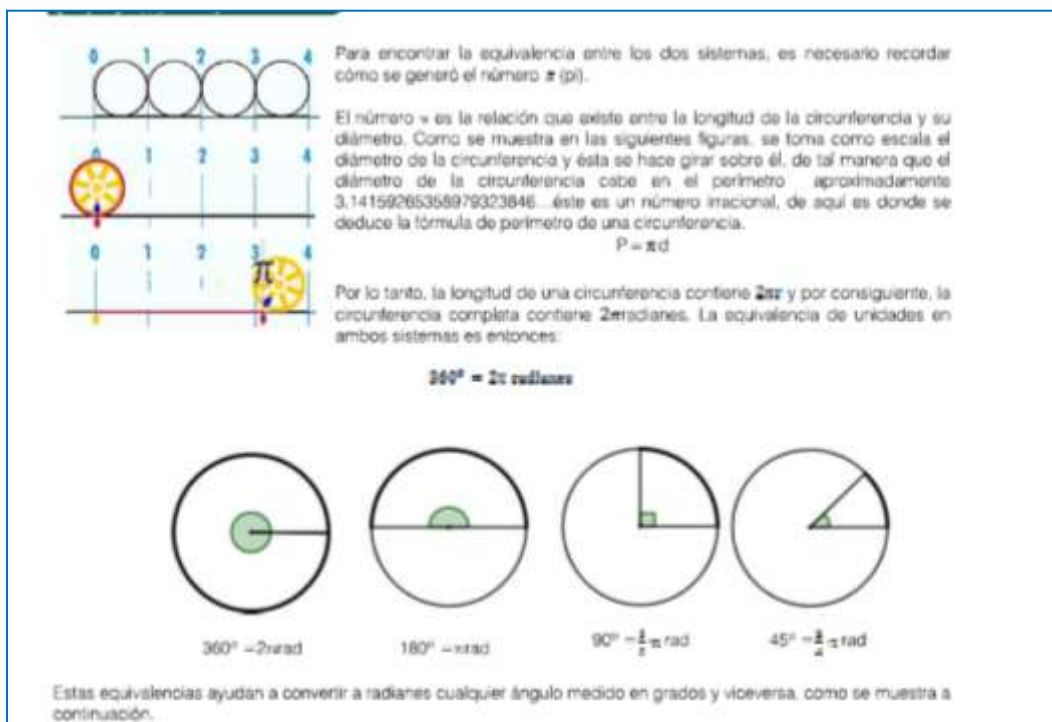 0 1 2 3 4
0 1 2 3 4
0 1 2 3 4
π
Para encontrar la equivalencia entre los dos sistemas, es necesario recordar
cómo se generó el número π (pi).
El número π es la relación que existe entre la longitud de la circunferencia y su
diámetro. Como se muestra en las siguientes figuras, se toma como escala el
diámetro de la circunferencia y ésta se hace girar sobre él, de tal manera que el
diámetro de la circunferencia cabe en el perímetro aproximadamente
3.14159265358979323846...éste es un número irracional, de aquí es donde se
deduce la fórmula de perímetro de una circunferencia.
P = πd
Por lo tanto, la longitud de una circunferencia contiene 2πr y por consiguiente, la
circunferencia completa contiene 2πradianes. La equivalencia de unidades en
ambos sistemas es entonces:
360° = 2π radianes
360° =2πrad
180° =πrad
90° = π rad
45° = π rad
Estas equivalencias ayudan a convertir a radianes cualquier ángulo medido en grados y viceversa, como se muestra a
continuación.